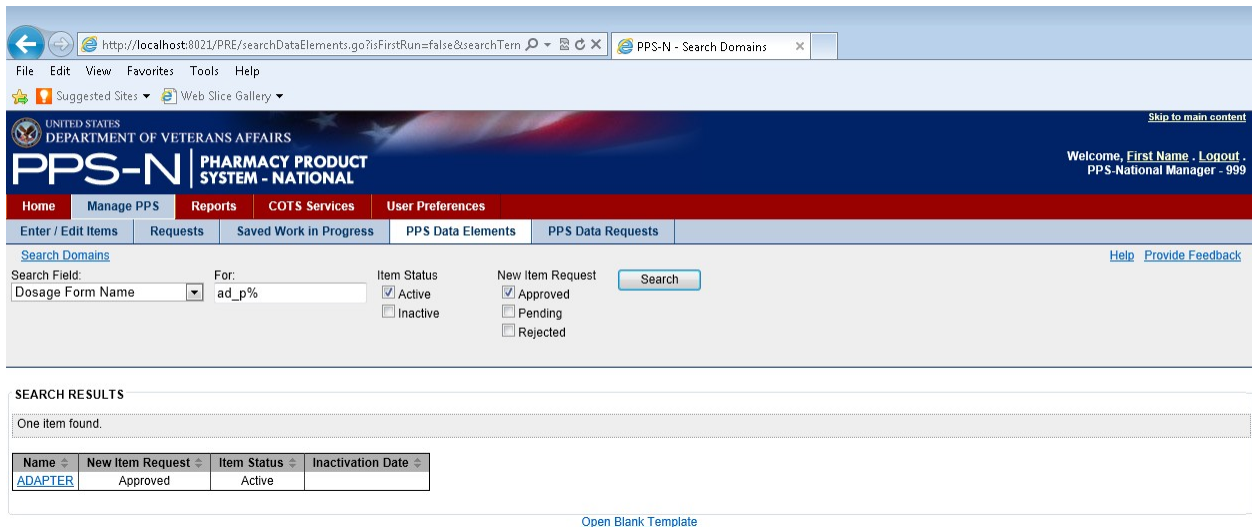 http://localhost:8021/PRE/searchDataElements.go?isFirstRun=false&searchTern
PPS-N - Search Domains
File Edit View Favorites Tools Help
Suggested Sites Web Slice Gallery
Skip to main content
UNITED STATES
DEPARTMENT OF VETERANS AFFAIRS
PPS-N PHARMACY PRODUCT
SYSTEM - NATIONAL
Welcome, First Name . Logout .
PPS-National Manager - 999
Home Manage PPS Reports COTS Services User Preferences
Enter / Edit Items Requests Saved Work in Progress PPS Data Elements PPS Data Requests
Search Domains Help Provide Feedback
Search Field: For: Item Status New Item Request
Dosage Form Name ad_p% Active Approved Search
Inactive Pending
Rejected
SEARCH RESULTS
One item found.
Name New Item Request Item Status Inactivation Date
ADAPTER Approved Active
Open Blank Template